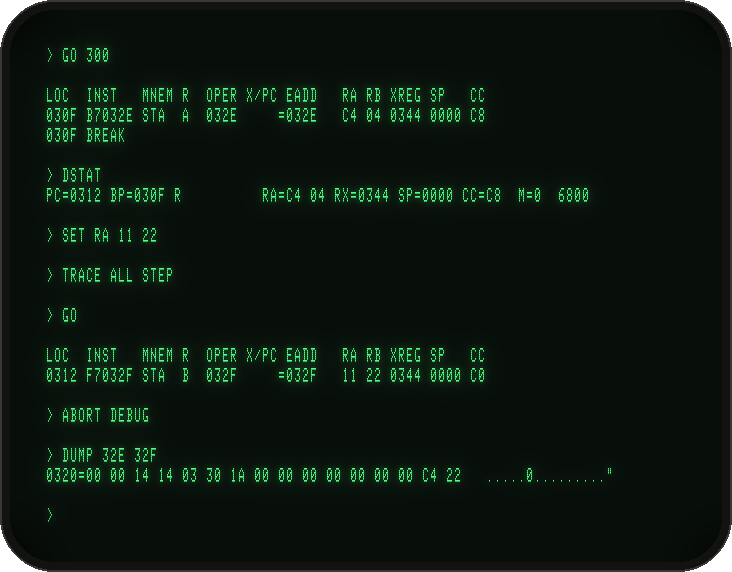 > GO 300
LOC  INST   MNEM R  OPER X/PC EADD   RA RB XREG SP   CC
030F B7032E STA  A  032E     =032E   C4 04 0344 0000 C8
030F BREAK
> DSTAT
PC=0312 BP=030F R          RA=C4 04 RX=0344 SP=0000 CC=C8  M=0  6800
> SET RA 11 22
> TRACE ALL STEP
> GO
LOC  INST   MNEM R  OPER X/PC EADD   RA RB XREG SP   CC
0312 F7032F STA  B  032F     =032F   11 22 0344 0000 C0
> ABORT DEBUG
> DUMP 32E 32F
0320=00 00 14 14 03 30 1A 00 00 00 00 00 00 00 C4 22   .....0........."
>